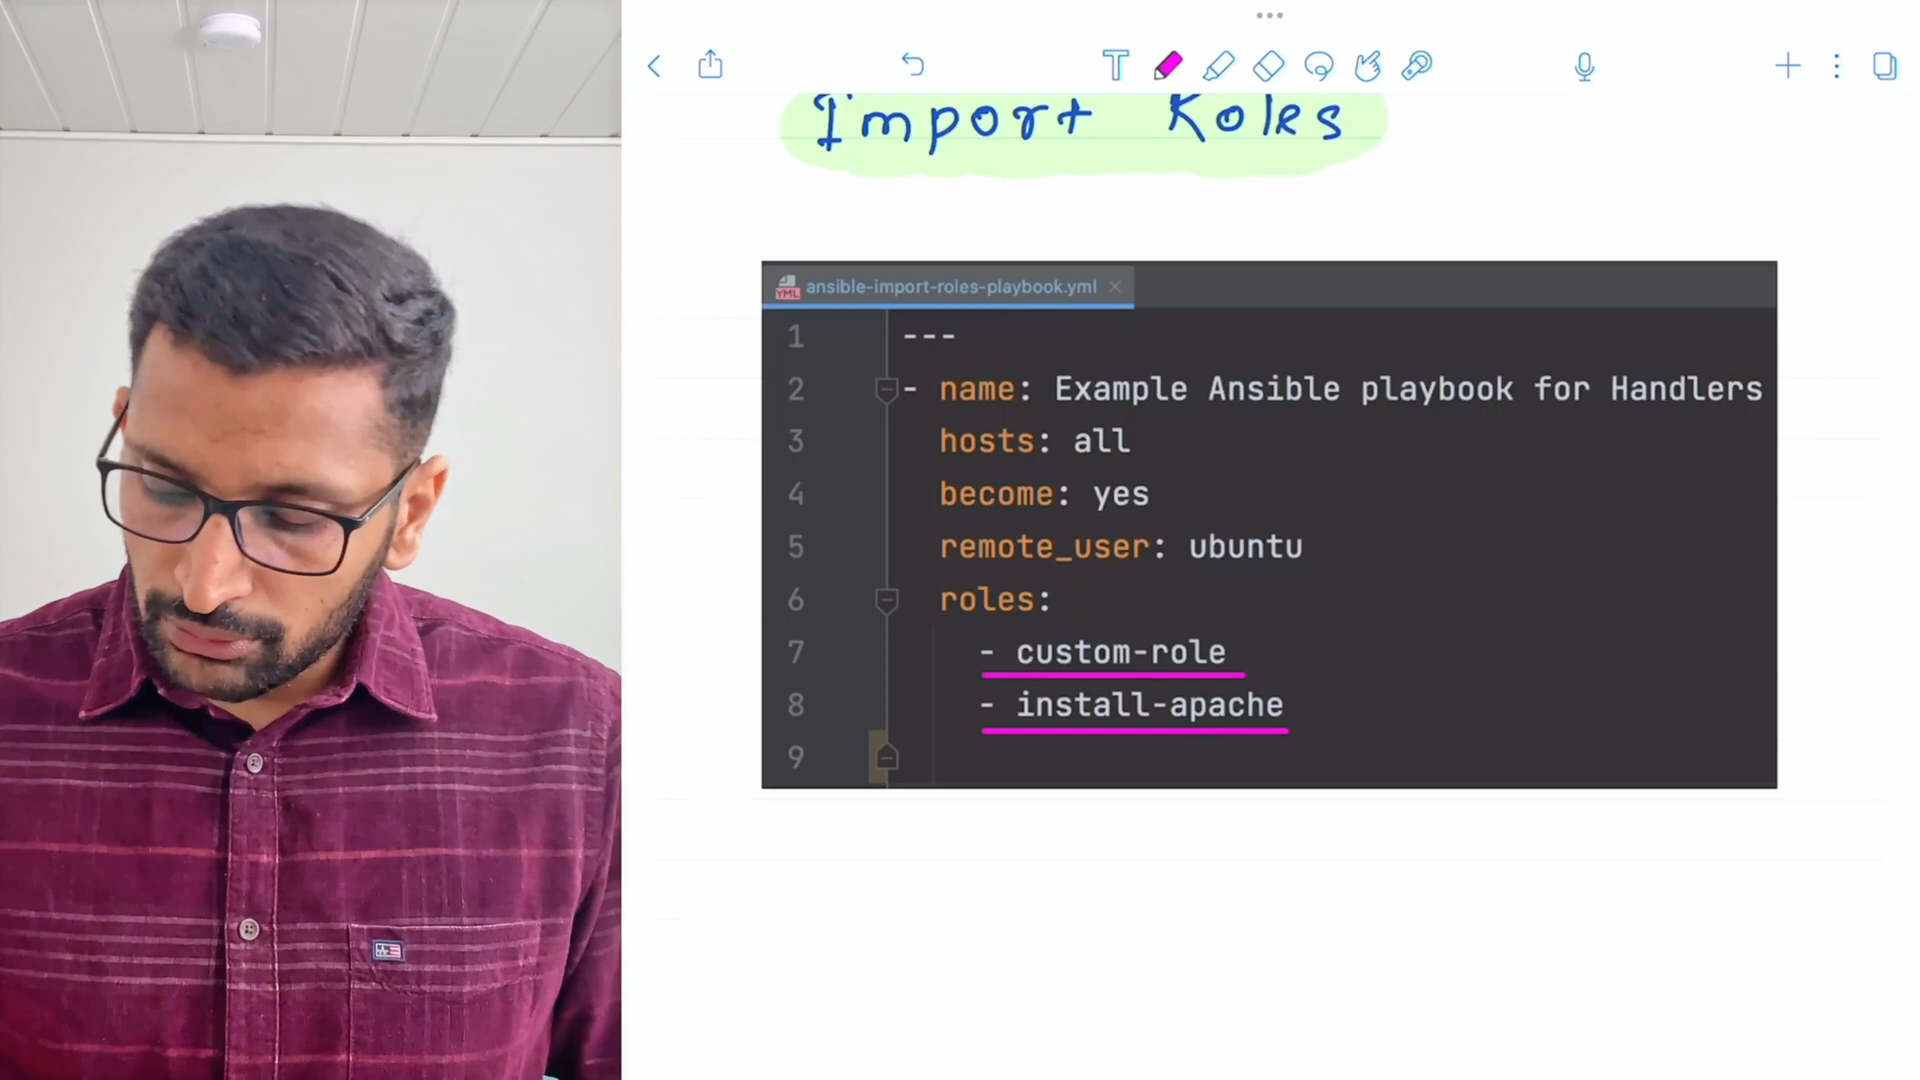 Import Roles
YML ansible-import-roles-playbook.yml
1 ---
2 - name: Example Ansible playbook for Handlers
3 hosts: all
4 become: yes
5 remote_user: ubuntu
6 roles:
7 - custom-role
8 - install-apache
9